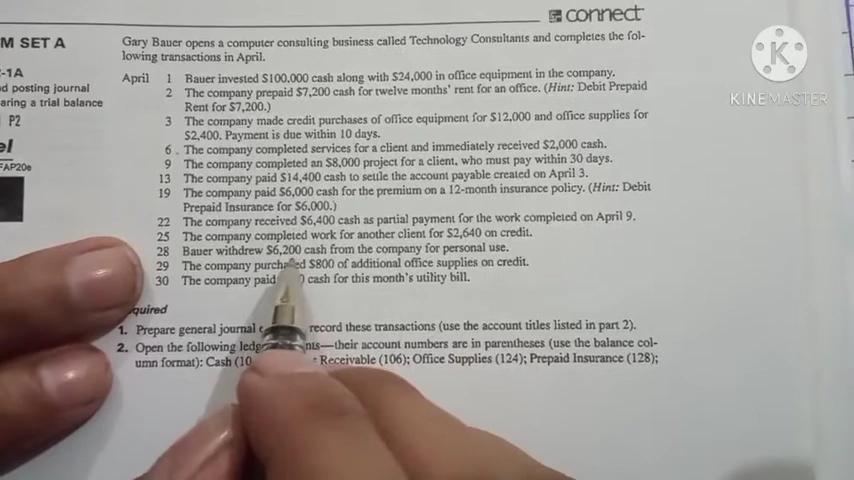 connect
KINEMASTER
M SET A
-1A
d posting journal
aring a trial balance
P2
el
FAP20e
Gary Bauer opens a computer consulting business called Technology Consultants and completes the fol-
lowing transactions in April.
April 1 Bauer invested $100,000 cash along with $24,000 in office equipment in the company.
2 The company prepaid $7,200 cash for twelve months' rent for an office. (Hint: Debit Prepaid
Rent for $7,200.)
3 The company made credit purchases of office equipment for $12,000 and office supplies for
$2,400. Payment is due within 10 days.
6 The company completed services for a client and immediately received $2,000 cash.
9 The company completed an $8,000 project for a client, who must pay within 30 days.
13 The company paid $14,400 cash to settle the account payable created on April 3.
19 The company paid $6,000 cash for the premium on a 12-month insurance policy. (Hint: Debit
Prepaid Insurance for $6,000.)
22 The company received $6,400 cash as partial payment for the work completed on April 9.
25 The company completed work for another client for $2,640 on credit.
28 Bauer withdrew $6,200 cash from the company for personal use.
29 The company purchased $800 of additional office supplies on credit.
30 The company paid 0 cash for this month's utility bill.
quired
1. Prepare general journal e record these transactions (use the account titles listed in part 2).
2. Open the following ledg nts—their account numbers are in parentheses (use the balance col-
umn format): Cash (10 Receivable (106); Office Supplies (124); Prepaid Insurance (128);